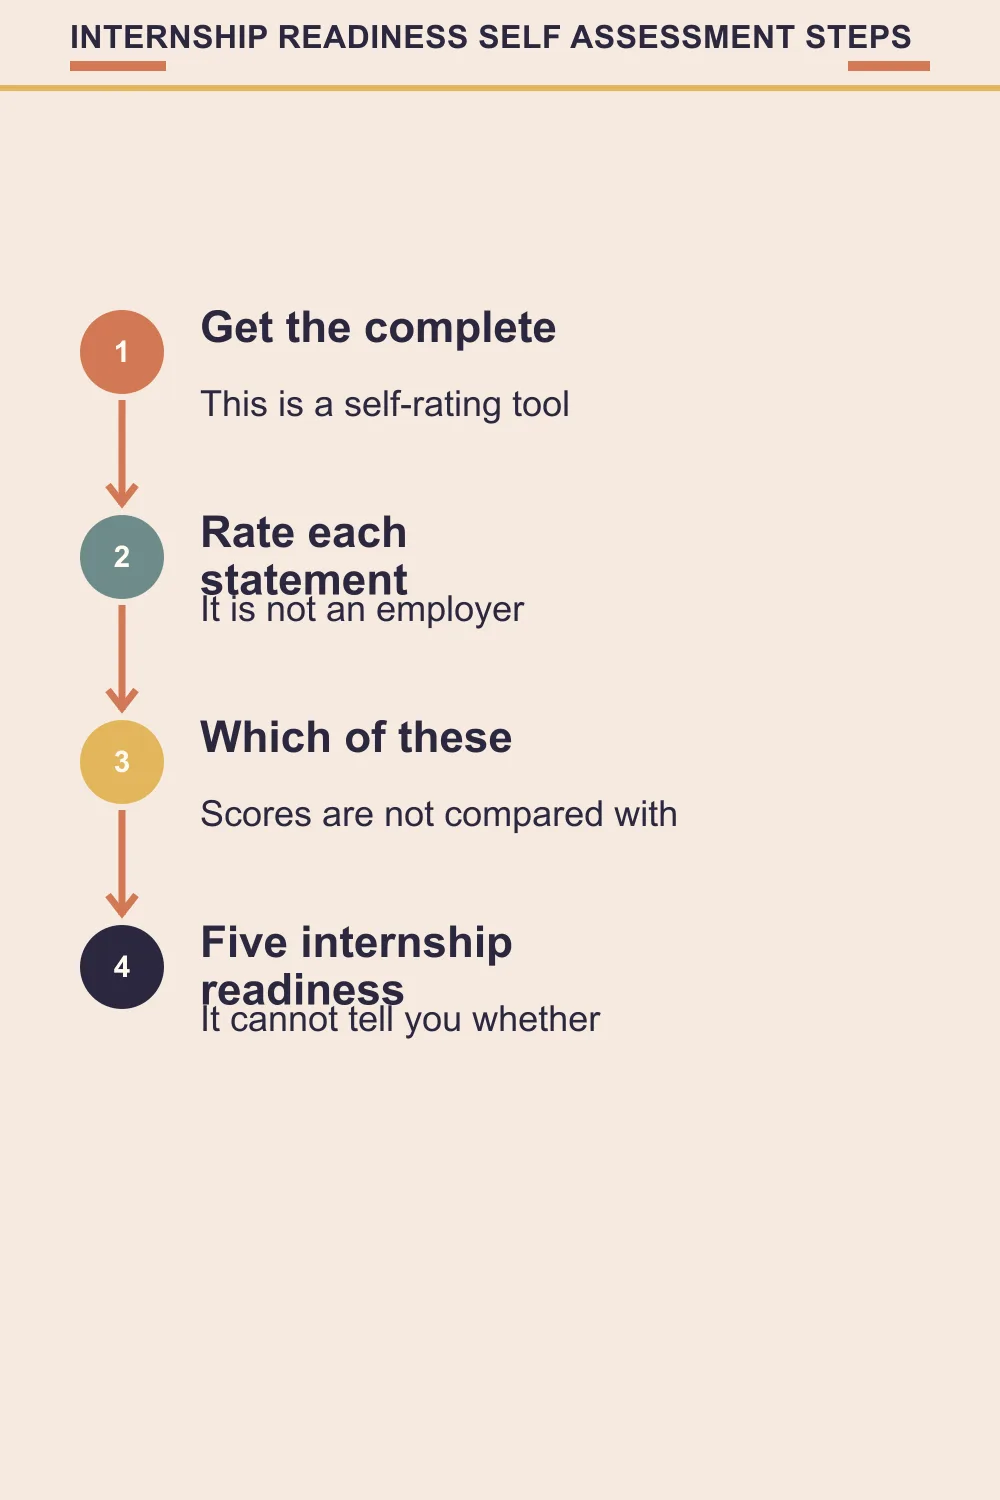 INTERNSHIP READINESS SELF ASSESSMENT STEPS
1
Get the complete
This is a self-rating tool
2
Rate each
statement
It is not an employer
3
Which of these
Scores are not compared with
4
Five internship
readiness
It cannot tell you whether